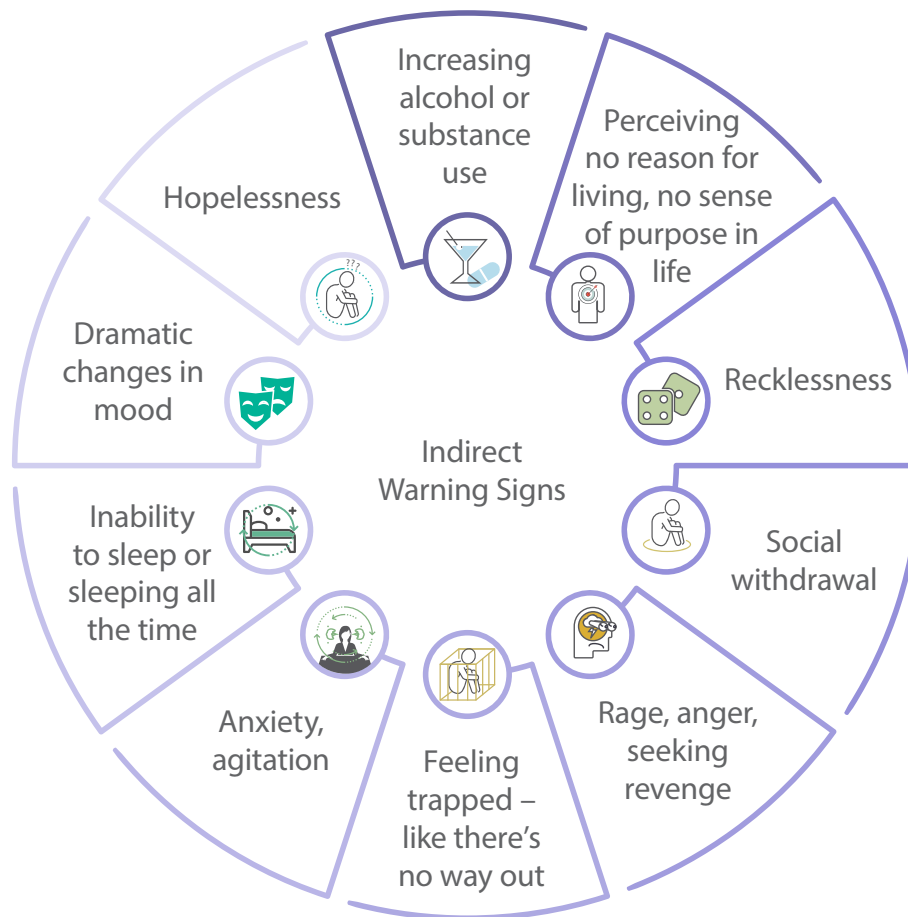 Increasing
alcohol or
substance
use
Perceiving
no reason for
living, no sense
of purpose in
life
Recklessness
Social
withdrawal
Rage, anger,
seeking
revenge
Feeling
trapped –
like there's
no way out
Anxiety,
agitation
Inability
to sleep or
sleeping all
the time
Dramatic
changes in
mood
Hopelessness
???
Indirect
Warning Signs